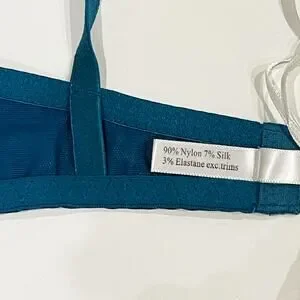 90% Nylon 7% Silk
3% Elastane exc.trims